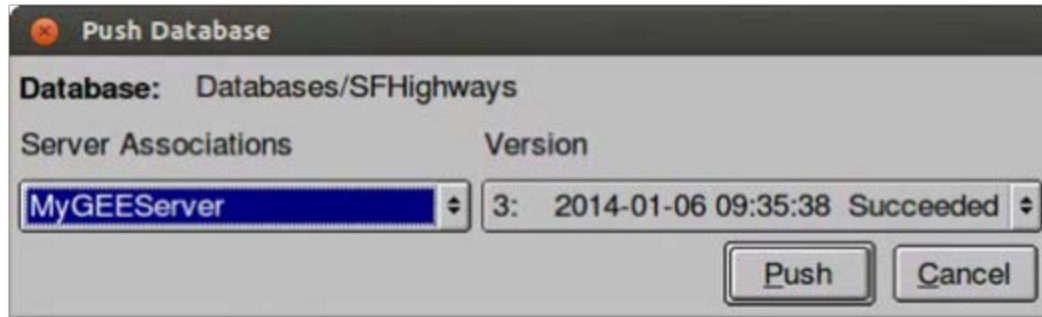 Push Database
Database: Databases/SFHighways
Server Associations Version
MyGEEServer 3: 2014-01-06 09:35:38 Succeeded
Push Cancel